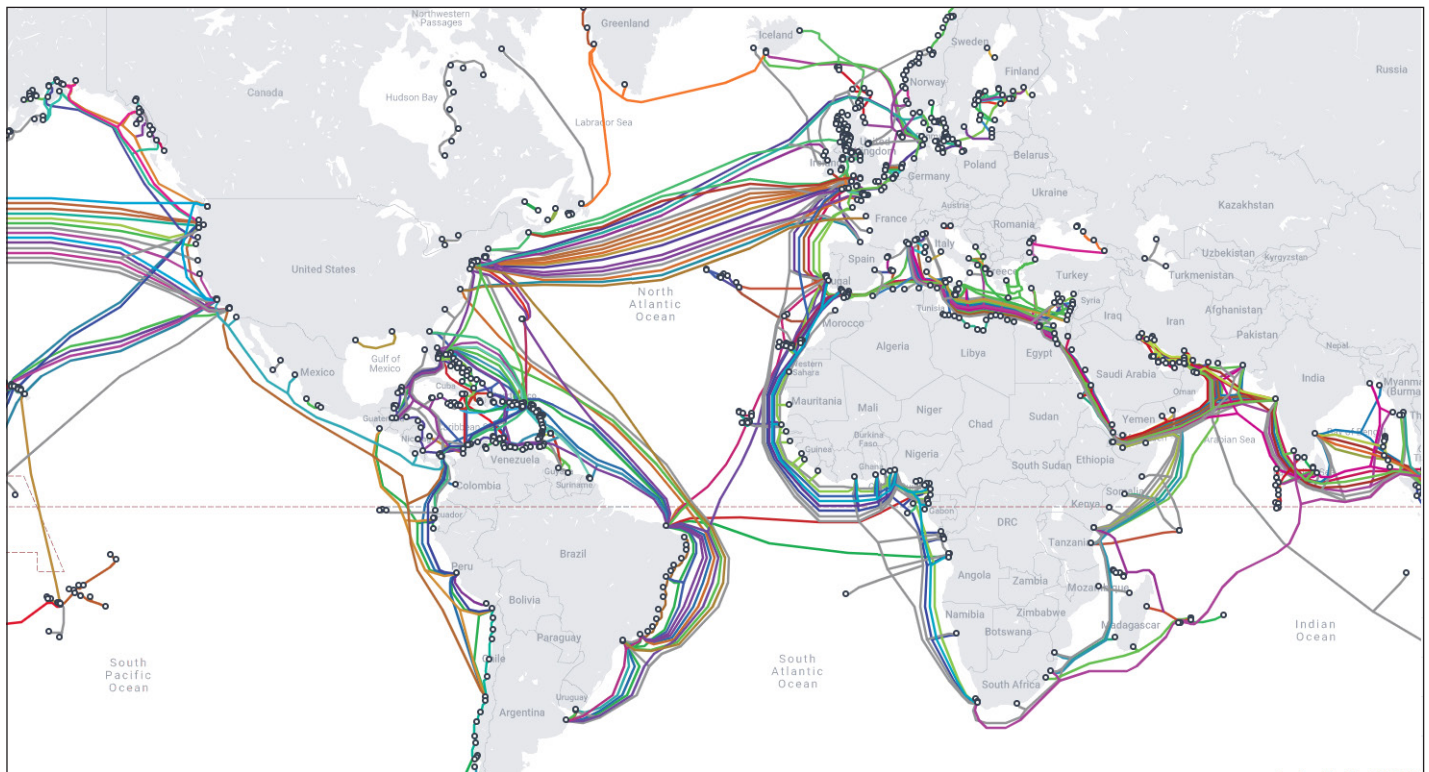 Northwestern
Passages
Greenland
Iceland
Sweden
Finland
Norway
Russia
Canada
Hudson Bay
Labrador Sea
Poland
Belarus
Germany
Ukraine
Kazakhstan
Austria
France
Romania
Italy
Uzbekistan
Kyrgyzstan
United States
Spain
Turkey
Turkmenistan
North
Atlantic
Ocean
Syria
Afghanistan
Morocco
Iraq
Iran
Pakistan
Nepal
Algeria
Libya
Egypt
Gulf of
Mexico
Western
Sahara
Saudi Arabia
India
Mexico
Cuba
Oman
Myanmar
(Burma)
Mauritania
Mali
Niger
Sudan
Yemen
Chad
Arabian Sea
Burkina
Faso
Guinea
Nigeria
Ethiopia
Venezuela
Ghana
South Sudan
Suriname
Colombia
Somalia
Kenya
Gabon
DRC
Tanzania
Brazil
Peru
Angola
Zambia
Mozambique
Bolivia
Zimbabwe
Namibia
Madagascar
Botswana
Indian
Ocean
Paraguay
South
Pacific
Ocean
Chile
South
Atlantic
Ocean
South Africa
Uruguay
Argentina